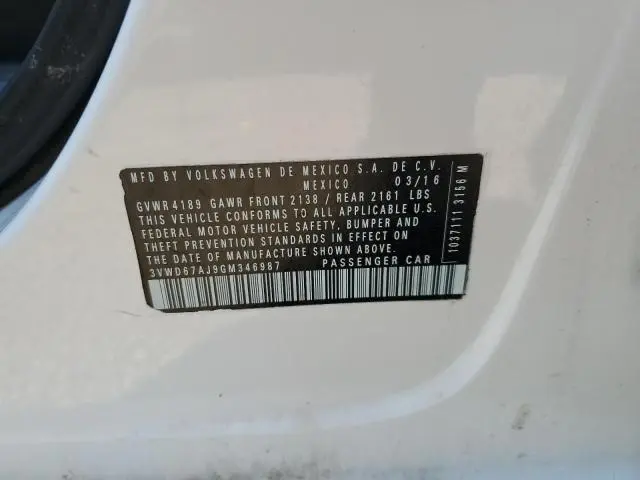 MFD BY VOLKSWAGEN DE MEXICO S.A. DE C.V.
MEXICO 03/16
GVWR4189 GAWR FRONT 2138 / REAR 2161 LBS
THIS VEHICLE CONFORMS TO ALL APPLICABLE U.S.
FEDERAL MOTOR VEHICLE SAFETY, BUMPER AND
THEFT PREVENTION STANDARDS IN EFFECT ON
THE DATE OF MANUFACTURE SHOWN ABOVE.
3VWD67AJ9GM346987 PASSENGER CAR
1037111 3156 M